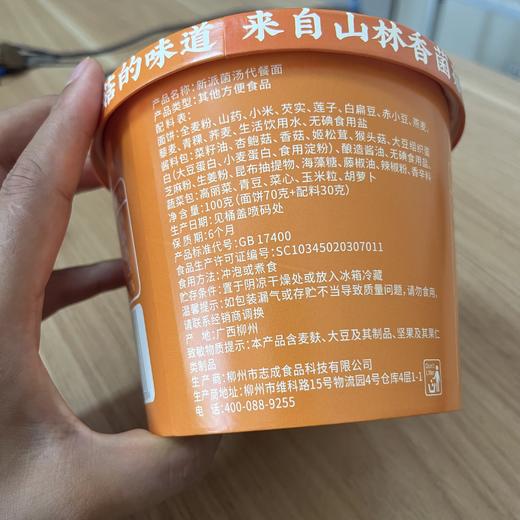 的味道 来自山林香菌
产品名称：新派菌汤代餐面
产品类型：其他方便食品
配料表：
面饼：全麦粉、山药、小米、芡实、莲子、白扁豆、赤小豆、燕麦、
藜麦、青稞、荞麦、生活饮用水、无碘食用盐
酱料包：菜籽油、杏鲍菇、香菇、姬松茸、猴头菇、大豆组织蛋
白(大豆蛋白、小麦蛋白、食用淀粉)、酿造酱油、无碘食用盐、
芝麻粉、生姜粉、昆布抽提物、海藻糖、藤椒油、辣椒粉、香辛料
蔬菜包：高丽菜、青豆、菜心、玉米粒、胡萝卜
净含量：100克(面饼70克+配料30克)
生产日期：见桶盖喷码处
保质期：6个月
产品标准代号：GB 17400
食品生产许可证编号：SC10345020307011
食用方法：冲泡或煮食
贮存条件：置于阴凉干燥处或放入冰箱冷藏
温馨提示：如包装漏气或存贮不当导致质量问题，请勿食用，
请联系经销商调换
产 地：广西柳州
致敏物质提示：本产品含麦麸、大豆及其制品、坚果及其果仁
类制品
生产商：柳州市志成食品科技有限公司
生产商地址：柳州市维科路15号物流园4号仓库4层1-1
电 话：400-088-9255